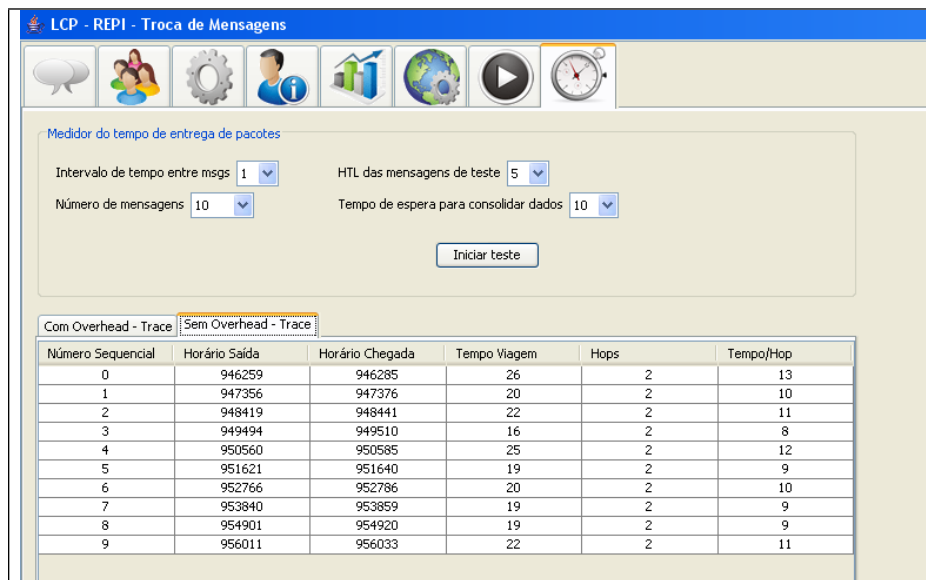 LCP - REPI - Troca de Mensagens
Medidor do tempo de entrega de pacotes
Intervalo de tempo entre msgs 1 HTL das mensagens de teste 5
Número de mensagens 10 Tempo de espera para consolidar dados 10
Iniciar teste
Com Overhead - Trace Sem Overhead - Trace
Número Sequencial Horário Saída Horário Chegada Tempo Viagem Hops Tempo/Hop
0 946259 946285 26 2 13
1 947356 947376 20 2 10
2 948419 948441 22 2 11
3 949494 949510 16 2 8
4 950560 950585 25 2 12
5 951621 951640 19 2 9
6 952766 952786 20 2 10
7 953840 953859 19 2 9
8 954901 954920 19 2 9
9 956011 956033 22 2 11